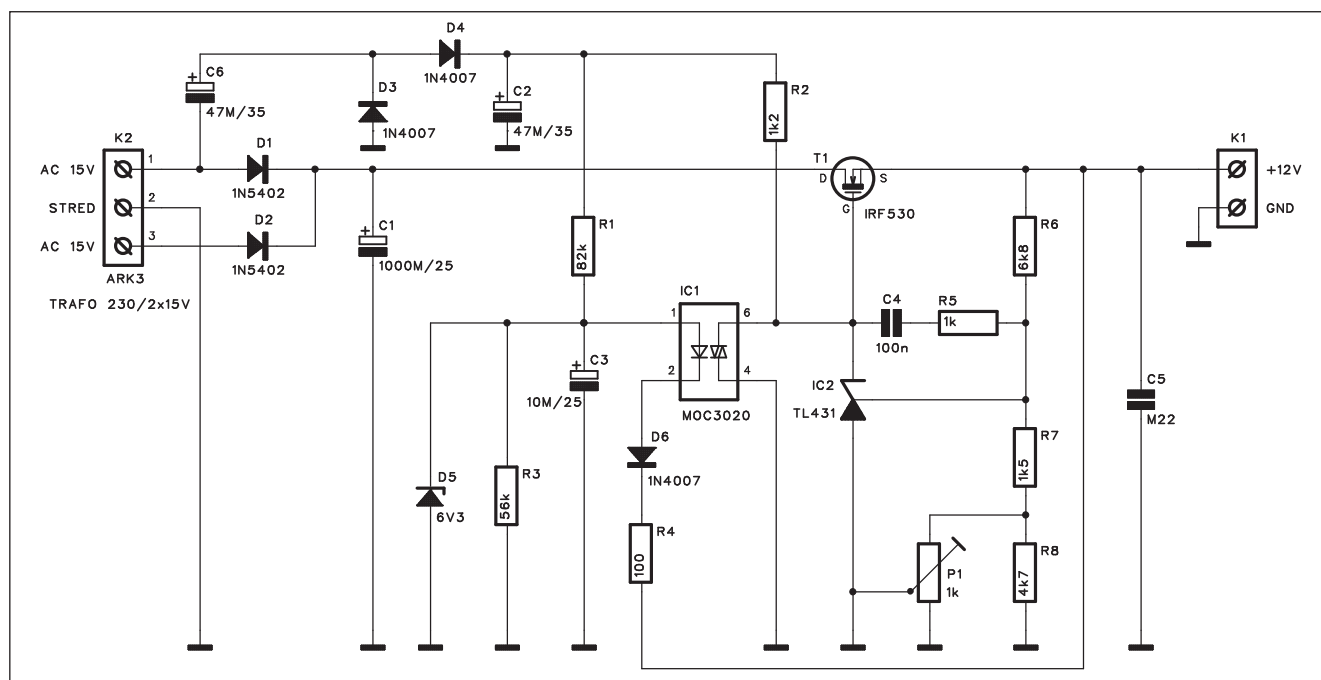 D4
1N4007
C6
47M/35
D3
1N4007
C2
47M/35
R2
1k2
K2
1
2
3
AC 15V
STRED
AC 15V
ARK3
TRAFO 230/2x15V
D1
1N5402
D2
1N5402
C1
1000M/25
R1
82k
T1
D
S
G
IRF530
K1
+12V
GND
R6
6k8
IC1
1
6
2
4
MOC3020
C4
100n
R5
1k
C3
10M/25
IC2
TL431
C5
M22
D6
1N4007
R7
1k5
D5
6V3
R3
56k
R4
100
P1
1k
R8
4k7